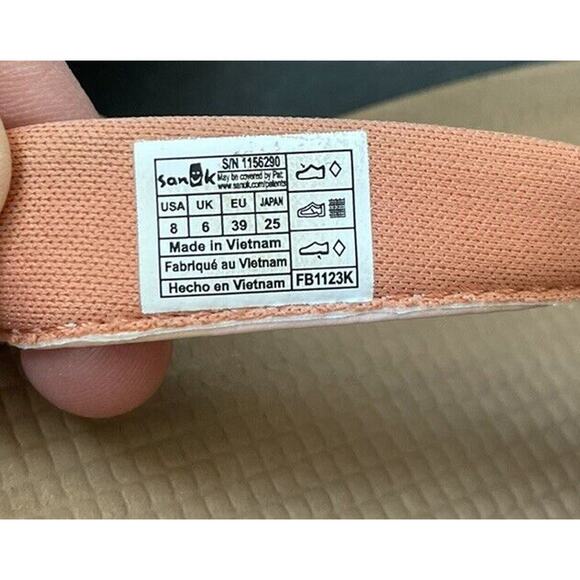 sanuk
S/N 1156290
May be covered by Pat:
www.sanuk.com/patents
USA UK EU JAPAN
8 6 39 25
Made in Vietnam
Fabriqué au Vietnam
Hecho en Vietnam
FB1123K